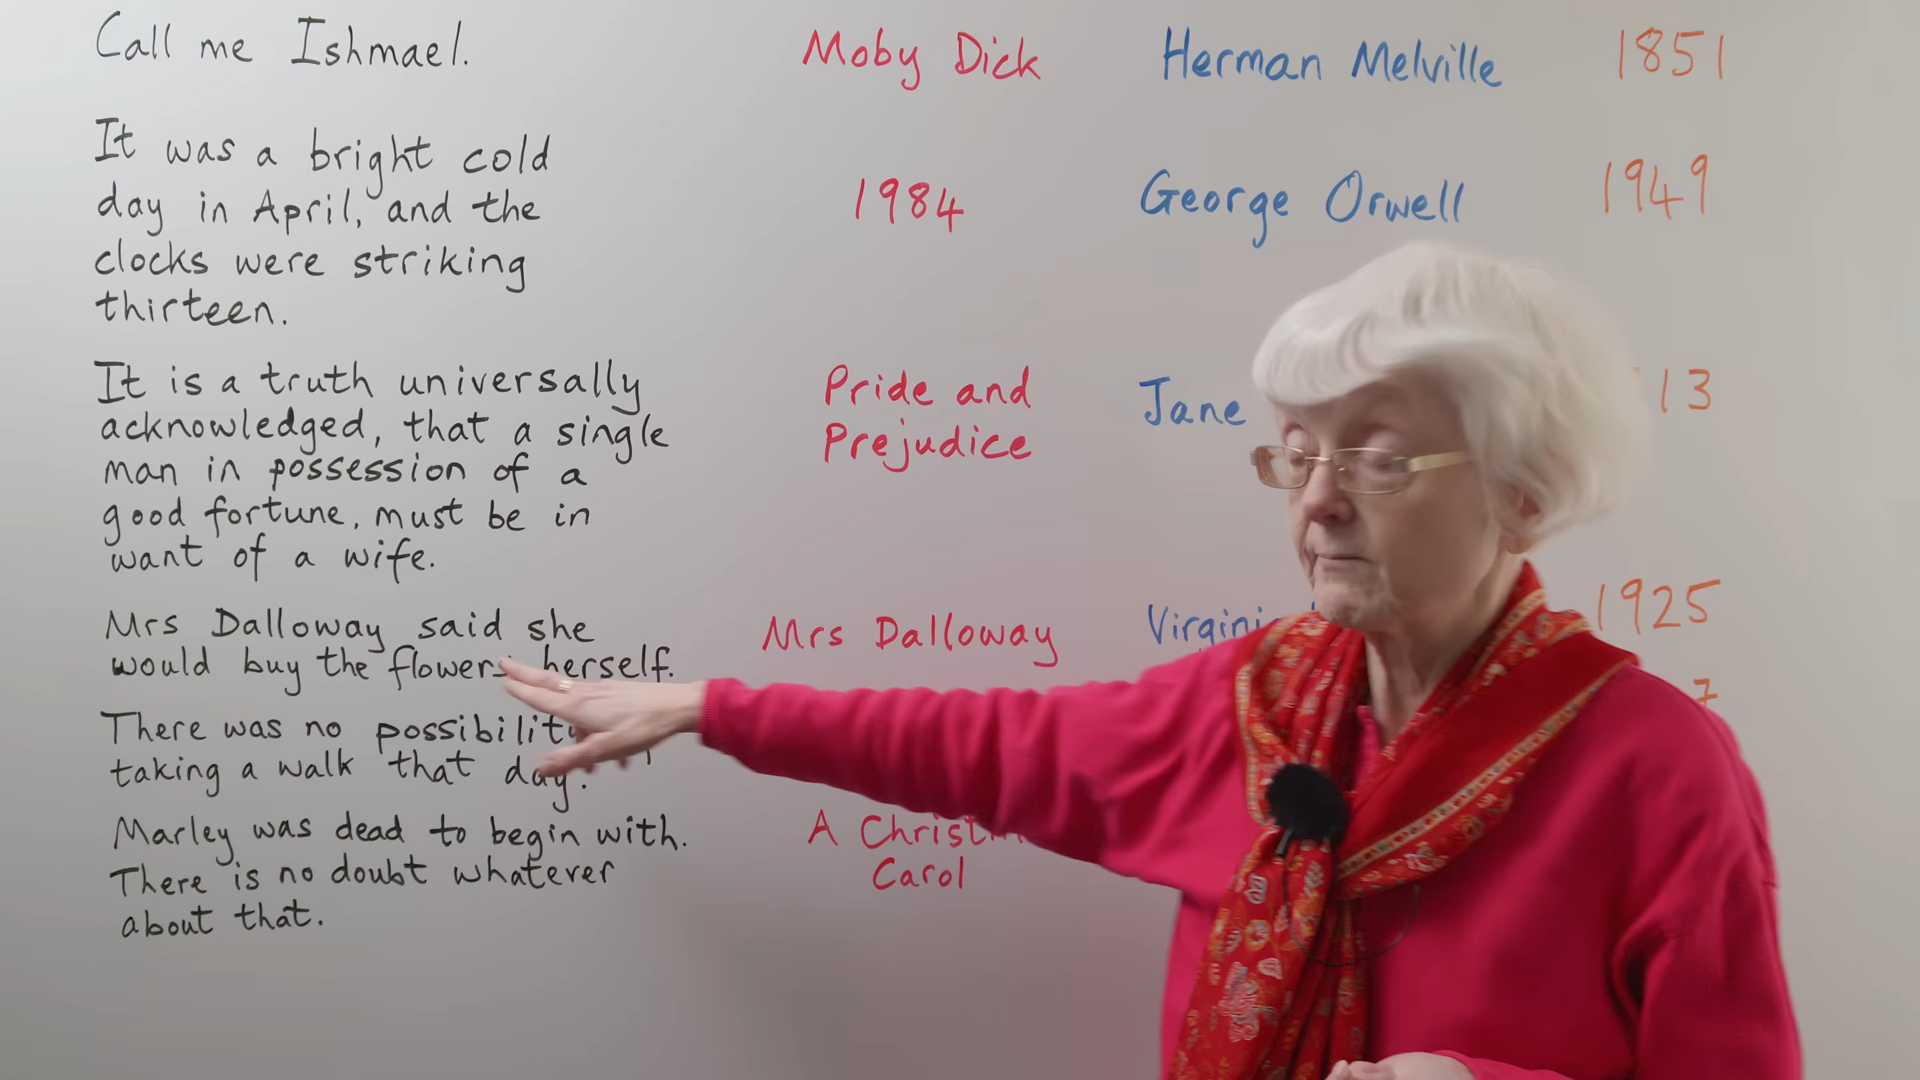 Call me Ishmael.
Moby Dick
Herman Melville
1851
It was a bright cold
day in April, and the
clocks were striking
thirteen.
1984
George Orwell
1949
It is a truth universally
acknowledged, that a single
man in possession of a
good fortune, must be in
want of a wife.
Pride and
Prejudice
Jane
13
Mrs Dalloway said she
would buy the flowers herself.
Mrs Dalloway
1925
There was no possibility
taking a walk that day.
7
Marley was dead to begin with.
There is no doubt whatever
about that.
A
Carol